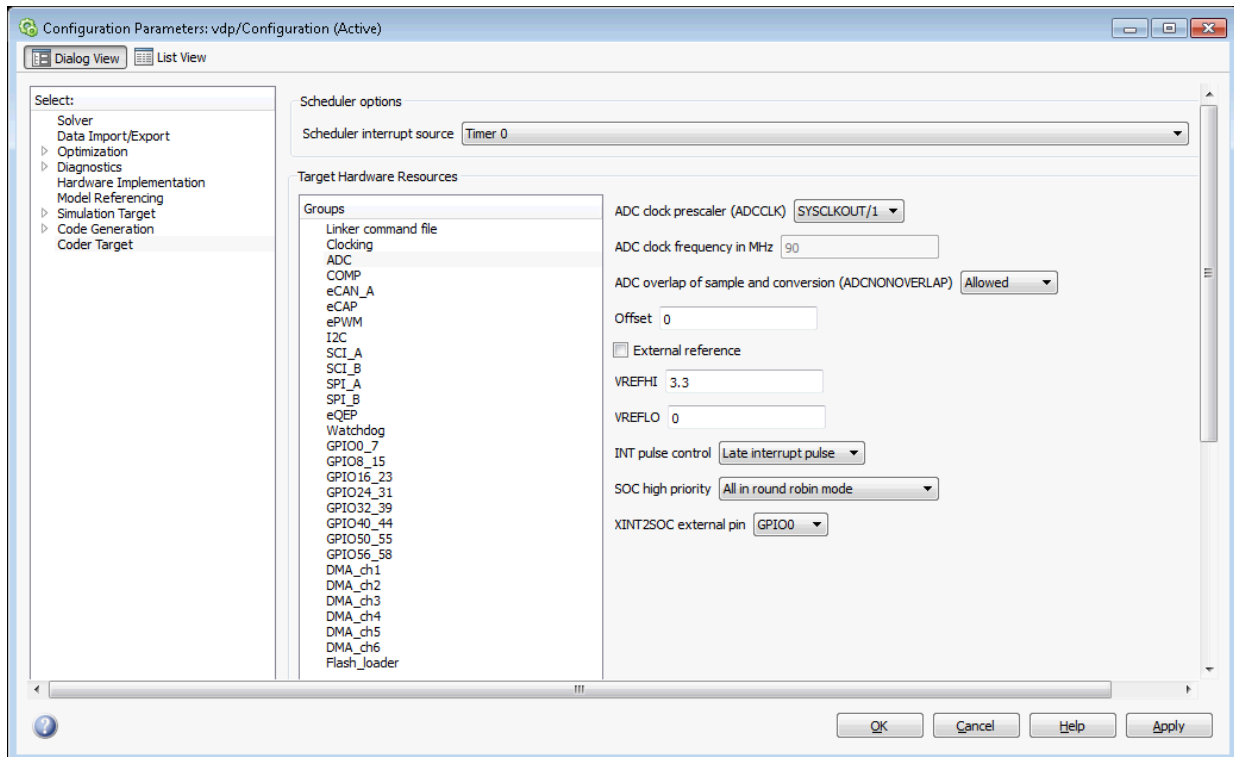 Configuration Parameters: vdp/Configuration (Active)
Dialog View List View
Select:
Solver
Data Import/Export
Optimization
Diagnostics
Hardware Implementation
Model Referencing
Simulation Target
Code Generation
Coder Target
Scheduler options
Scheduler interrupt source Timer 0
Target Hardware Resources
Groups
Linker command file
Clocking
ADC
COMP
eCAN_A
eCAP
ePWM
I2C
SCI_A
SCI_B
SPI_A
SPI_B
eQEP
Watchdog
GPIO0_7
GPIO8_15
GPIO16_23
GPIO24_31
GPIO32_39
GPIO40_44
GPIO50_55
GPIO56_58
DMA_ch1
DMA_ch2
DMA_ch3
DMA_ch4
DMA_ch5
DMA_ch6
Flash_loader
ADC clock prescaler (ADCCLK) SYSCLKOUT/1
ADC clock frequency in MHz 90
ADC overlap of sample and conversion (ADCNONOVERLAP) Allowed
Offset 0
External reference
VREFHI 3.3
VREFLO 0
INT pulse control Late interrupt pulse
SOC high priority All in round robin mode
XINT2SOC external pin GPIO0
OK Cancel Help Apply